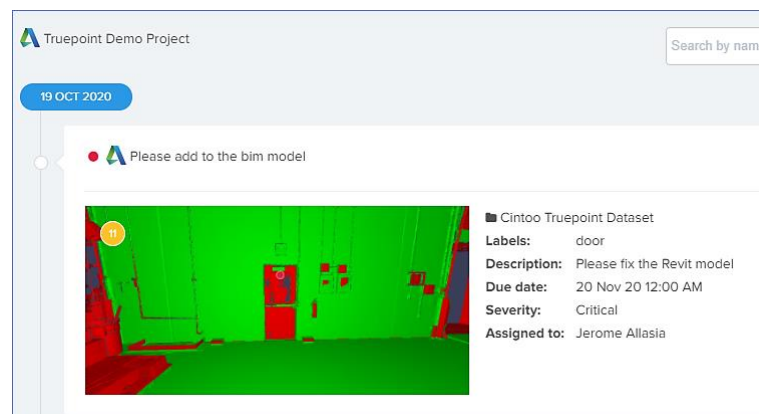 Truepoint Demo Project
Search by nam
19 OCT 2020
Please add to the bim model
11
Cintoo Truepoint Dataset
Labels: door
Description: Please fix the Revit model
Due date: 20 Nov 20 12:00 AM
Severity: Critical
Assigned to: Jerome Allasia